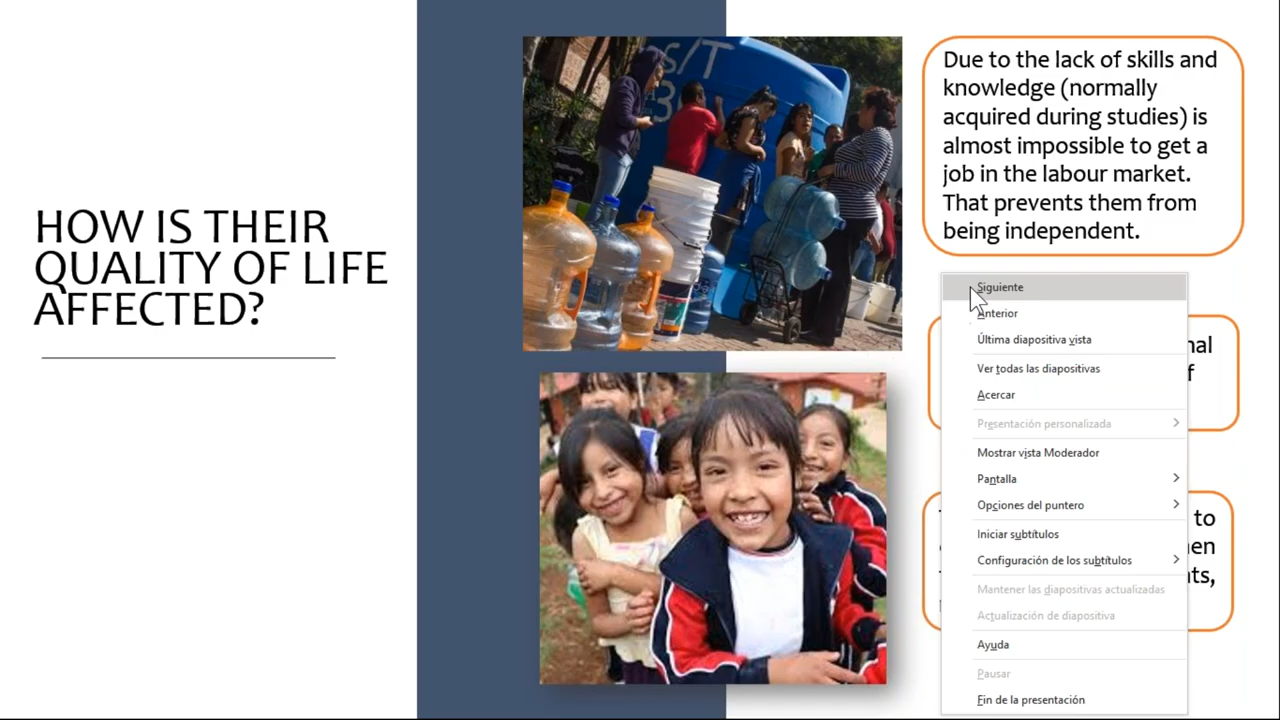 HOW IS THEIR
QUALITY OF LIFE
AFFECTED?
S/T
Due to the lack of skills and
knowledge (normally
acquired during studies) is
almost impossible to get a
job in the labour market.
That prevents them from
being independent.
Siguiente
Anterior
Última diapositiva vista
Ver todas las diapositivas
Acercar
Presentación personalizada
Mostrar vista Moderador
Pantalla
Opciones del puntero
Iniciar subtítulos
Configuración de los subtítulos
Mantener las diapositivas actualizadas
Actualización de diapositiva
Ayuda
Pausar
Fin de la presentación
to